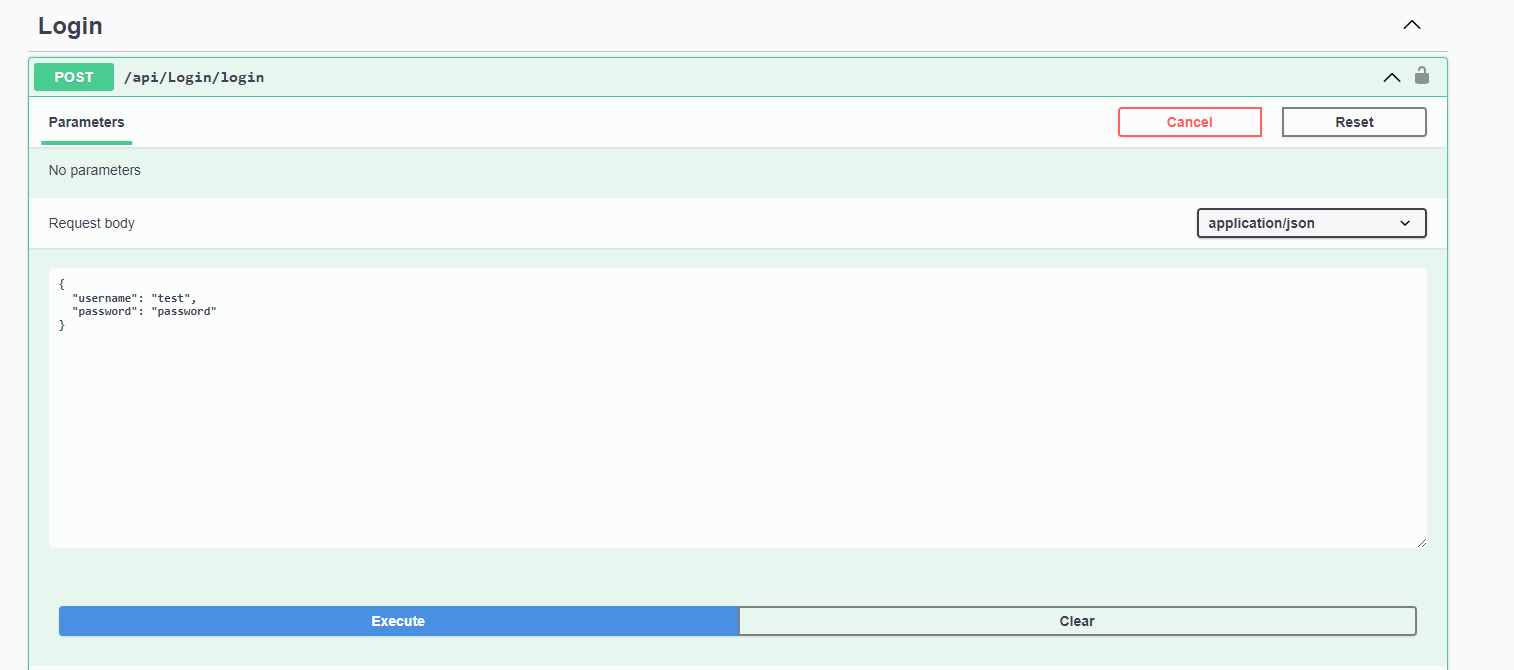 Login
POST /api/Login/login
Parameters
Cancel
Reset
No parameters
Request body
application/json
{
  "username": "test",
  "password": "password"
}
Execute
Clear